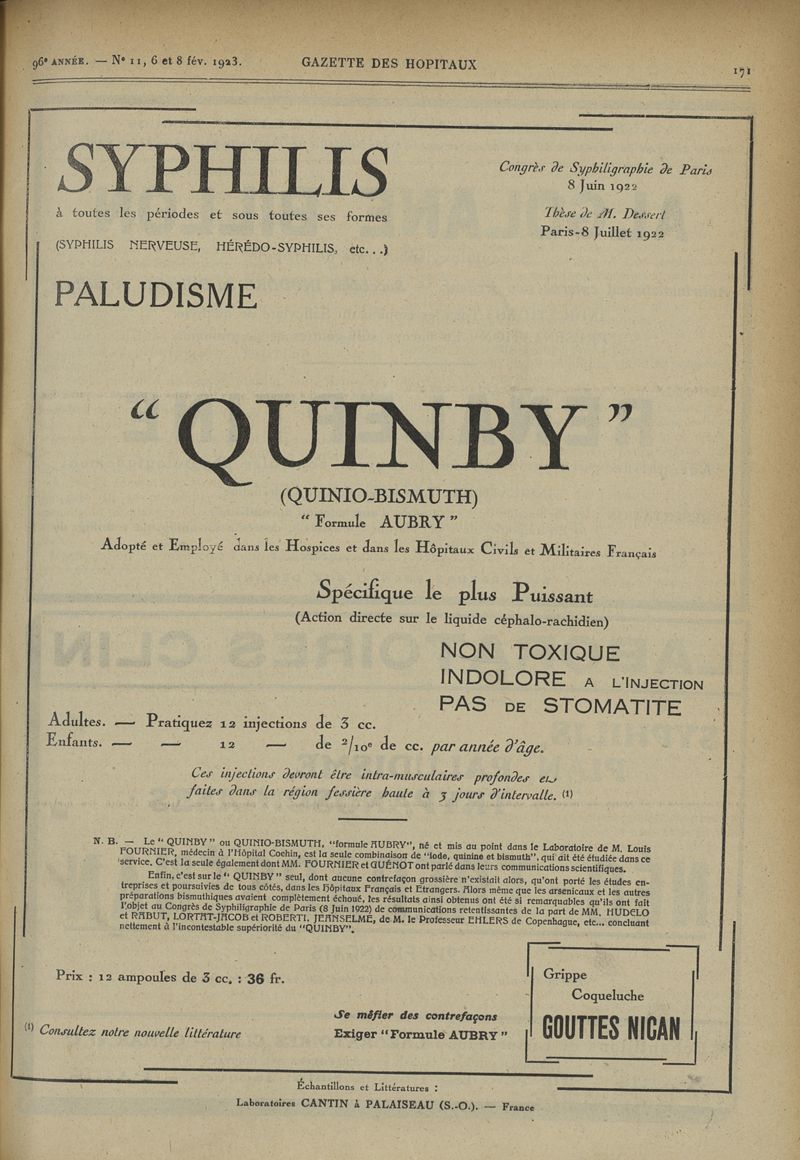 96e ANNÉE. — No 11, 6 et 8 fév. 1923. GAZETTE DES HOPITAUX 171
SYPHILIS
à toutes les périodes et sous toutes ses formes
(SYPHILIS NERVEUSE, HÉRÉDO-SYPHILIS, etc...)
Congrès de Syphiligraphie de Paris
8 Juin 1922
Thèse de M. Dessert
Paris-8 Juillet 1922
PALUDISME
“QUINBY”
(QUINIO-BISMUTH)
“Formule AUBRY”
Adopté et Employé dans les Hospices et dans les Hôpitaux Civils et Militaires Français
Spécifique le plus Puissant
(Action directe sur le liquide céphalo-rachidien)
NON TOXIQUE
INDOLORE A L'INJECTION
PAS DE STOMATITE
Adultes. — Pratiquez 12 injections de 3 cc.
Enfants. — — 12 — de 2/10e de cc. par année d'âge.
Ces injections devront être intra-musculaires profondes et
faites dans la région fessière haute à 3 jours d'intervalle. (1)
N. B. — Le “QUINBY” ou QUINIO-BISMUTH, “formule AUBRY”, né et mis au point dans le Laboratoire de M. Louis
FOURNIER, médecin à l'Hôpital Cochin, est la seule combinaison de “iode, quinine et bismuth”, qui ait été étudiée dans ce
service. C'est la seule également dont MM. FOURNIER et GUÉNOT ont parlé dans leurs communications scientifiques.
Enfin, c'est sur le “QUINBY” seul, dont aucune contrefaçon grossière n'existait alors, qu'ont porté les études en-
treprises et poursuivies de tous côtés, dans les Hôpitaux Français et Etrangers. Alors même que les arsenicaux et les autres
préparations bismuthiques avaient complètement échoué, les résultats ainsi obtenus ont été si remarquables qu'ils ont fait
l'objet au Congrès de Syphiligraphie de Paris (8 Juin 1922) de communications retentissantes de la part de MM. HUDELO
et RABUT, LORTAT-JACOB et ROBERTI, JEANSELME, de M. le Professeur EHLERS de Copenhague, etc... concluant
nettement à l'incontestable supériorité du “QUINBY”.
Prix : 12 ampoules de 3 cc. : 36 fr.
(1) Consultez notre nouvelle littérature
Se méfier des contrefaçons
Exiger “Formule AUBRY”
Grippe
Coqueluche
GOUTTES NICAN
Échantillons et Littératures :
Laboratoires CANTIN à PALAISEAU (S.-O.). — France